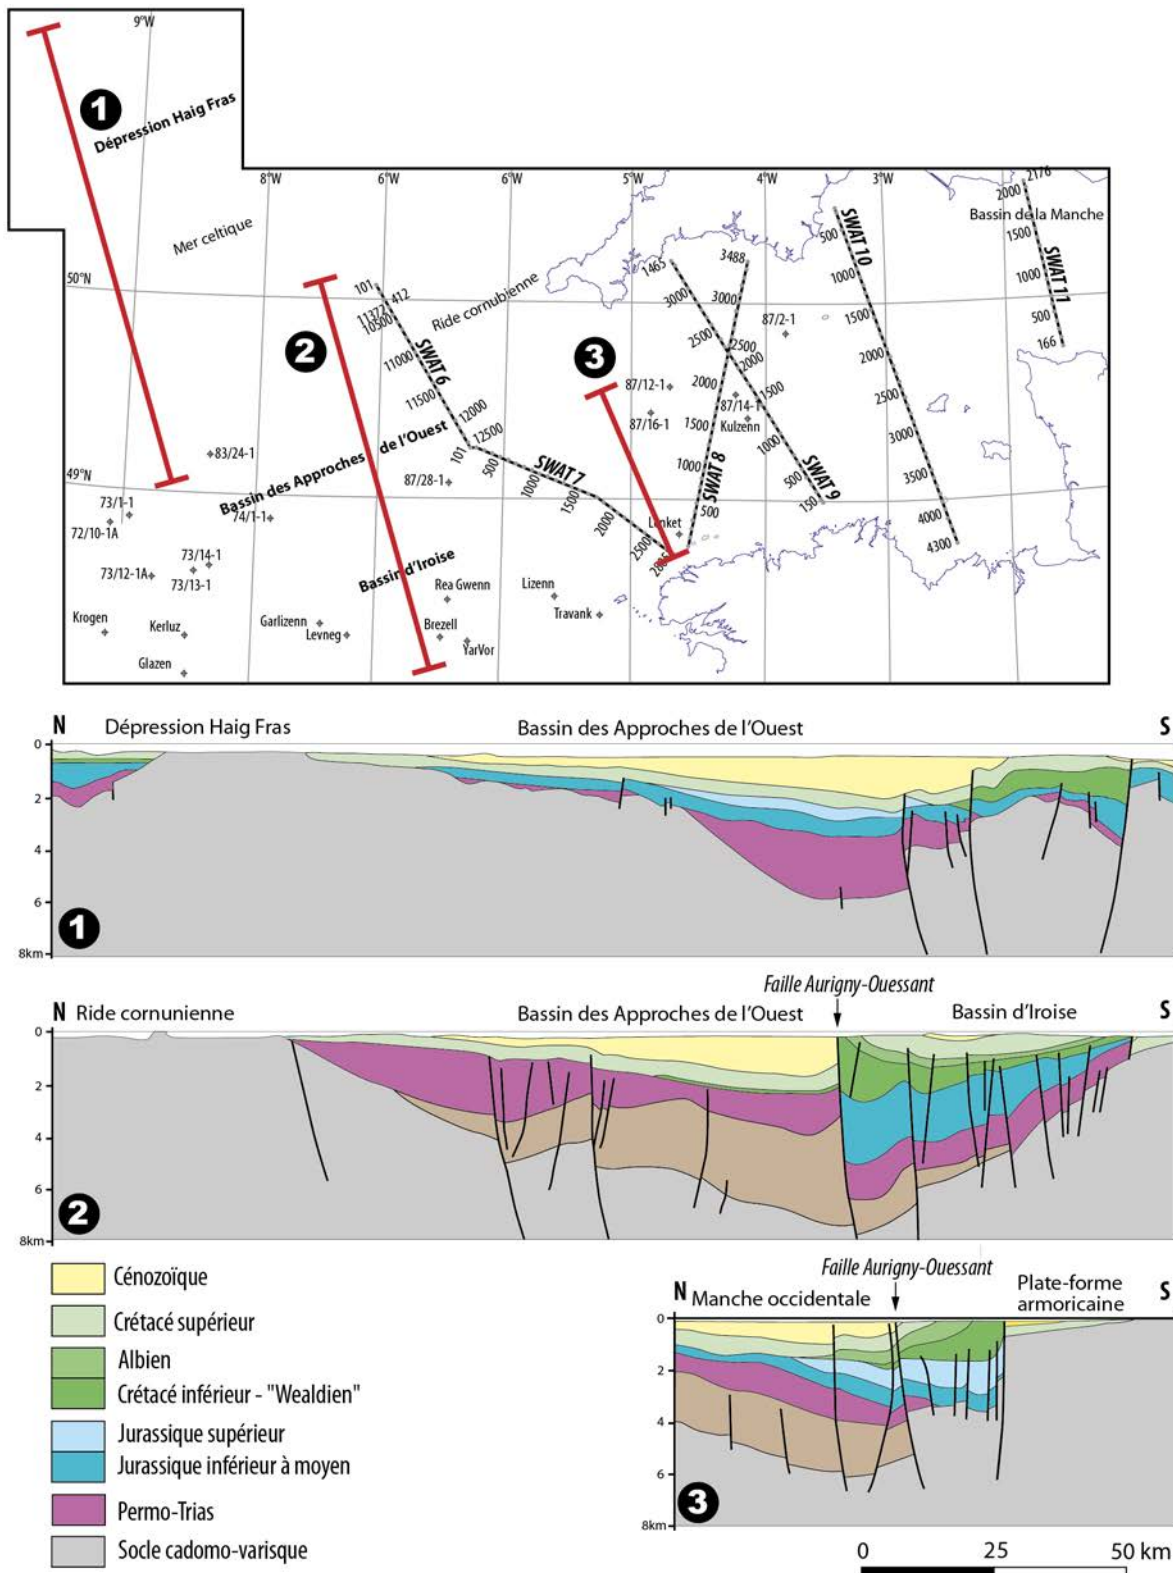 9°W
1
Dépression Haig Fras
8°W
6°W
6°W
5°W
4°W
3°W
2176
2000
Bassin de la Manche
1500
SWAT 11
1000
500
166
Mer celtique
50°N
101
11372
412
10500
11000
11500
SWAT 6
12000
12500
101
Ride cornubienne
2
3
1465
3000
2500
2000
1500
1000
500
150
SWAT 9
3488
3000
2500
2000
1500
1000
500
SWAT 8
87/2-1
87/12-1
87/16-1
87/14-1
Kulzenn
500
SWAT 10
1000
1500
2000
2500
3000
3500
4000
4300
49°N
83/24-1
Bassin des Approches de l'Ouest
87/28-1
500
SWAT 7
1000
1500
2000
2500
73/1-1
72/10-1A
74/1-1
73/14-1
73/12-1A
73/13-1
Bassin d'Iroise
Rea Gwenn
Lizenn
Travank
Krogen
Kerluz
Garlizenn
Levneg
Brezell
YarVor
Glazen
N Dépression Haig Fras Bassin des Approches de l'Ouest S
0
2
4
6
8km
1
Faille Aurigny-Ouessant
N Ride cornunienne Bassin des Approches de l'Ouest Bassin d'Iroise S
0
2
4
6
8km
2
Cénozoïque
Crétacé supérieur
Albien
Crétacé inférieur - "Wealdien"
Jurassique supérieur
Jurassique inférieur à moyen
Permo-Trias
Socle cadomo-varisque
Faille Aurigny-Ouessant
N Manche occidentale Plate-forme armoricaine S
0
2
4
6
8km
3
0 25 50 km